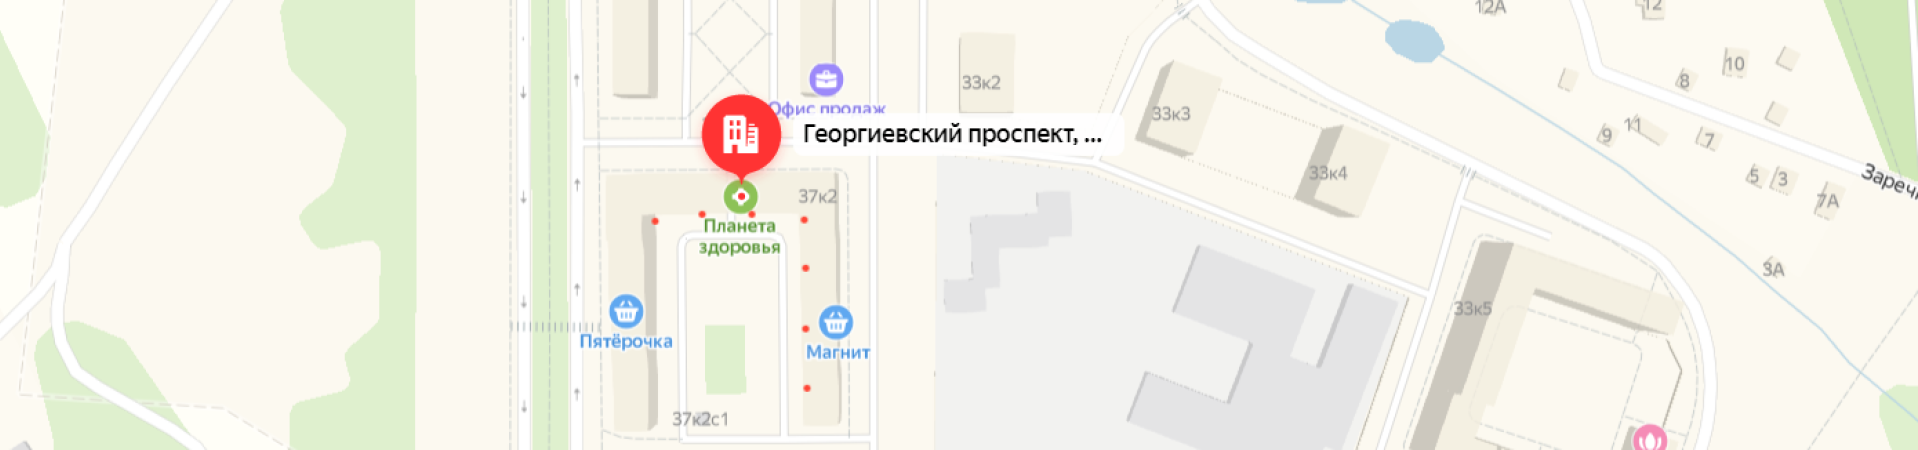 12А
12
10
33к2
8
Офис продаж
33к3
Георгиевский проспект, ...
9
11
7
33к4
5
3
7А
37к2
Планета
здоровья
3А
33к5
Пятёрочка
Магнит
37к2с1